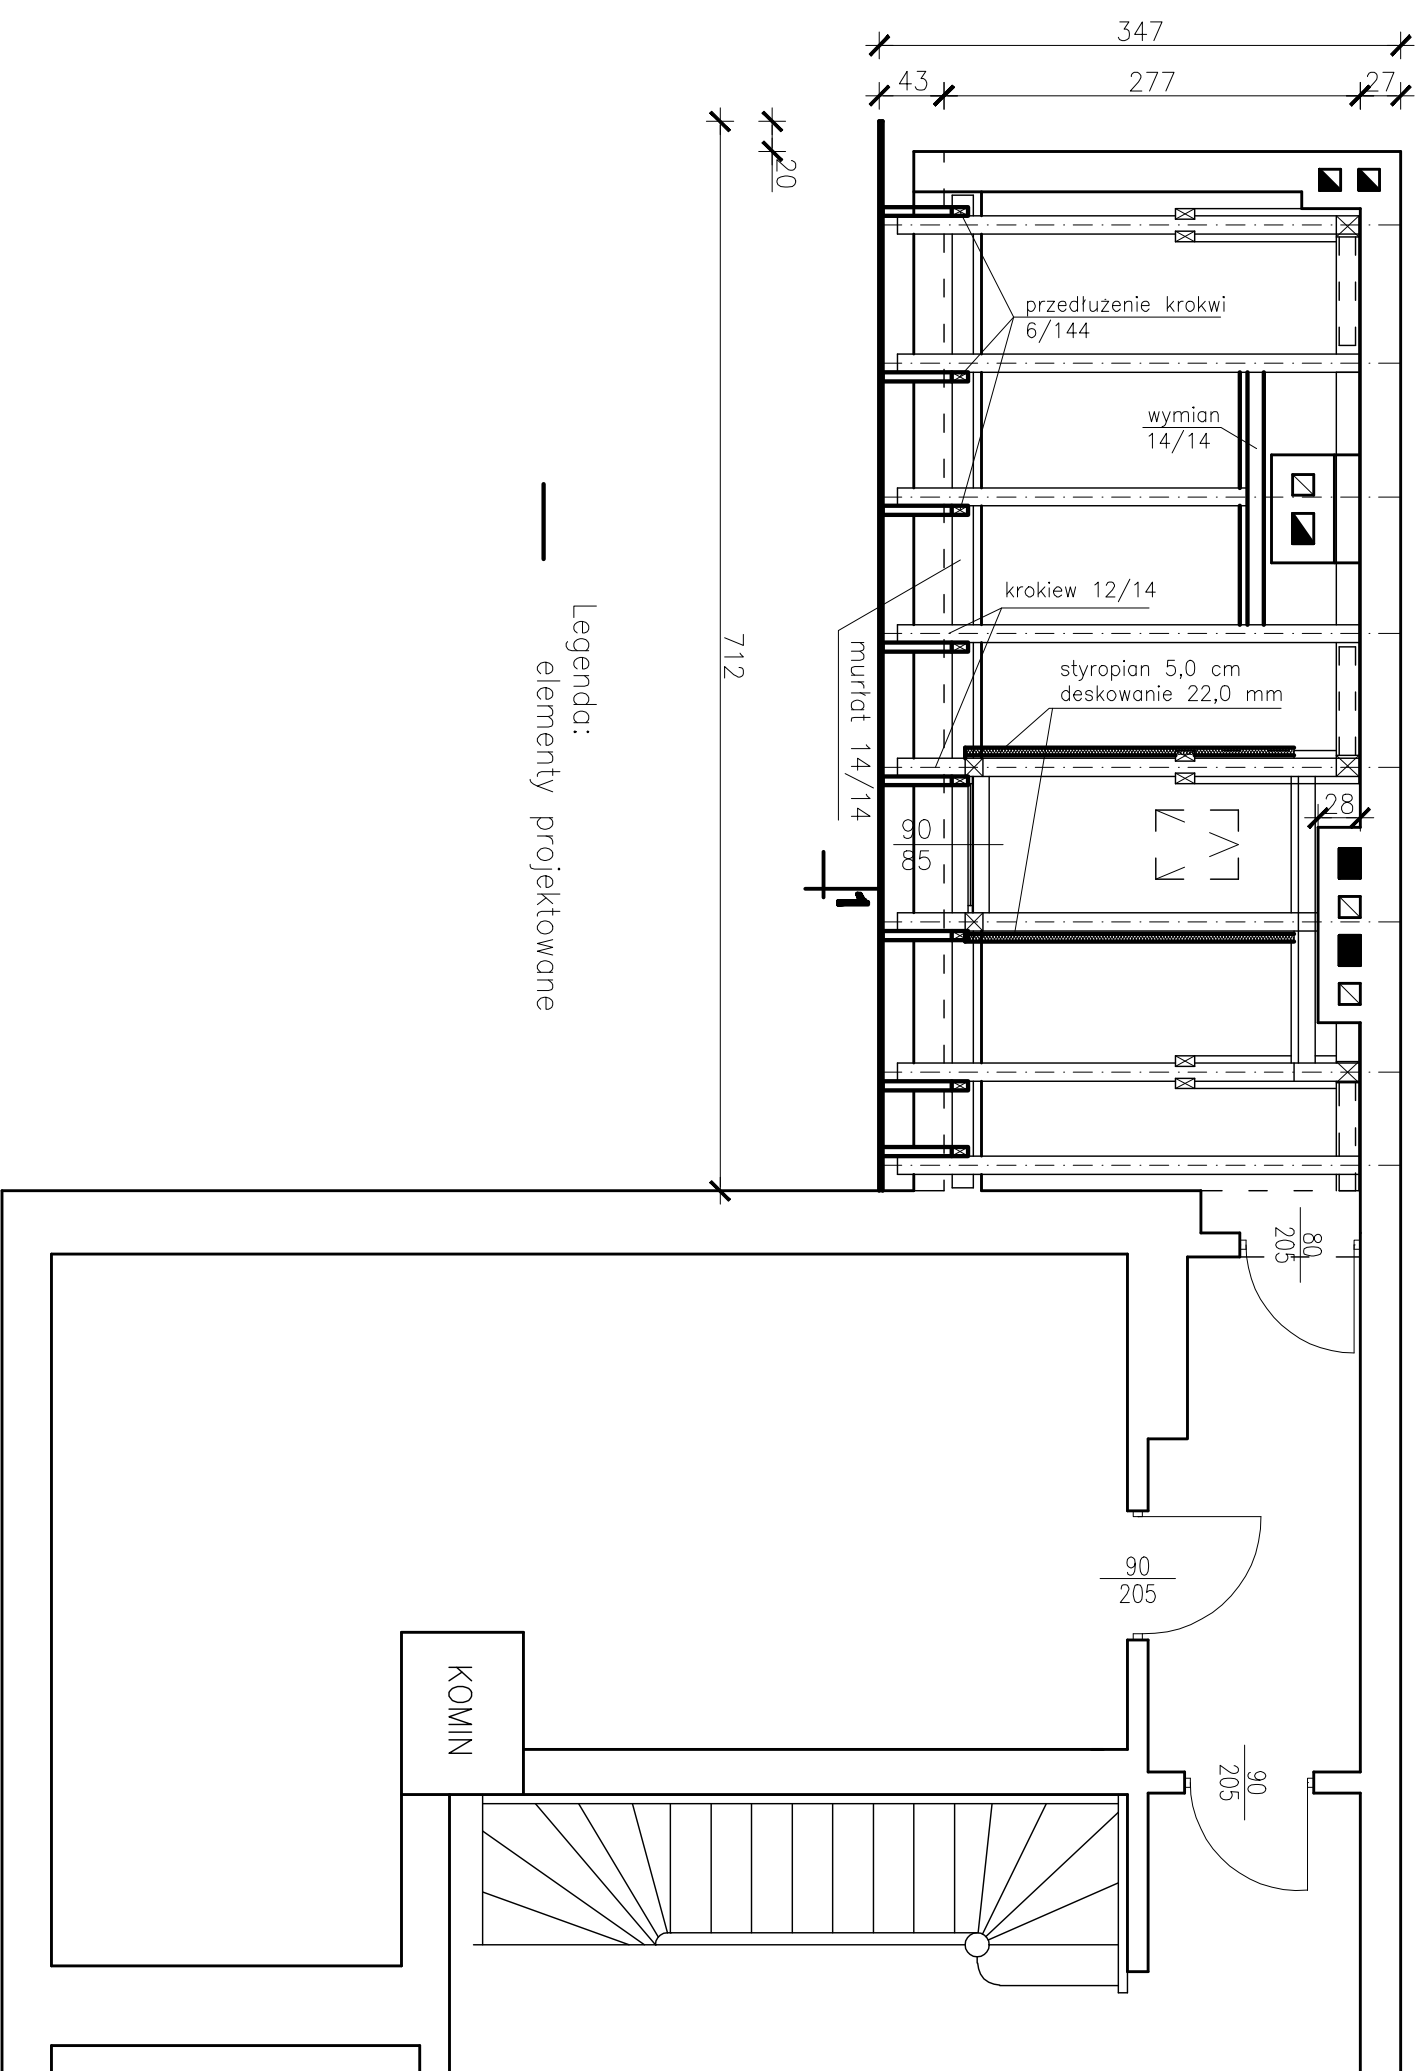 347
43
277
27
20
przedłużenie krokwi
6/144
wymian
14/14
krokiew 12/14
styropian 5,0 cm
deskowanie 22,0 mm
murłat 14/14
712
Legenda:
elementy projektowane
28
90
85
1
80
205
90
205
90
205
KOMIN